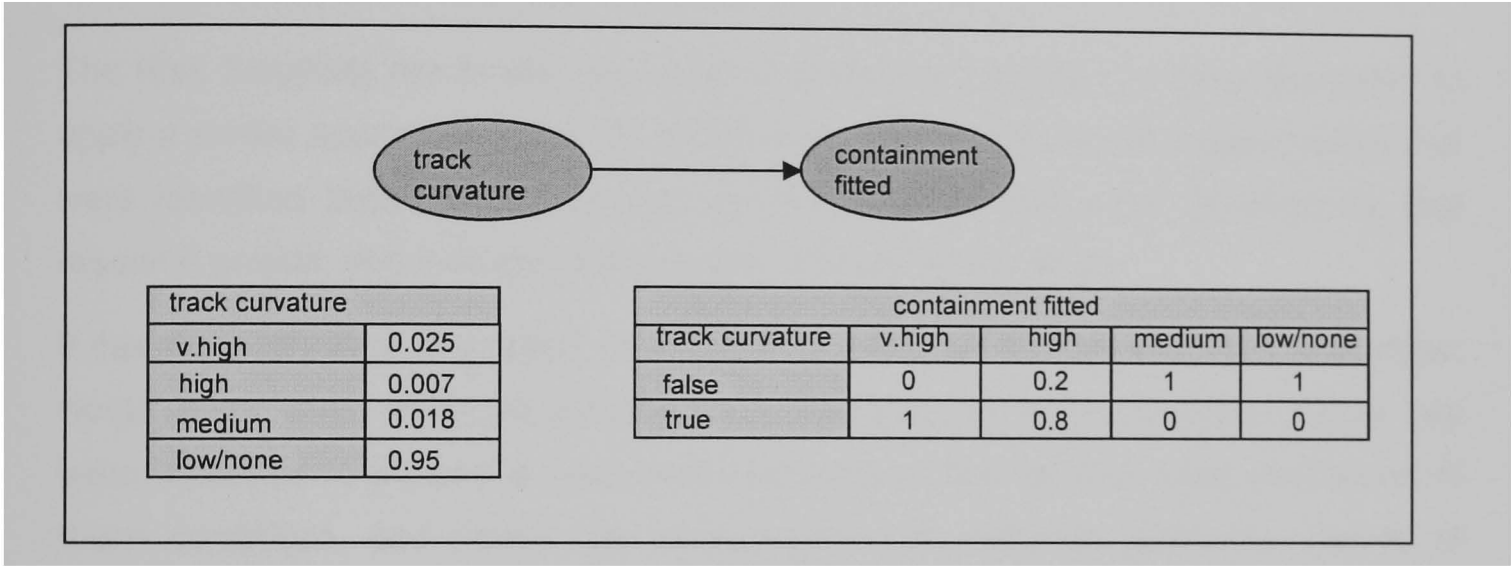 track
curvature
containment
fitted
track curvature
v.high 0.025
high 0.007
medium 0.018
low/none 0.95
containment fitted
track curvature v.high high medium low/none
false 0 0.2 1 1
true 1 0.8 0 0